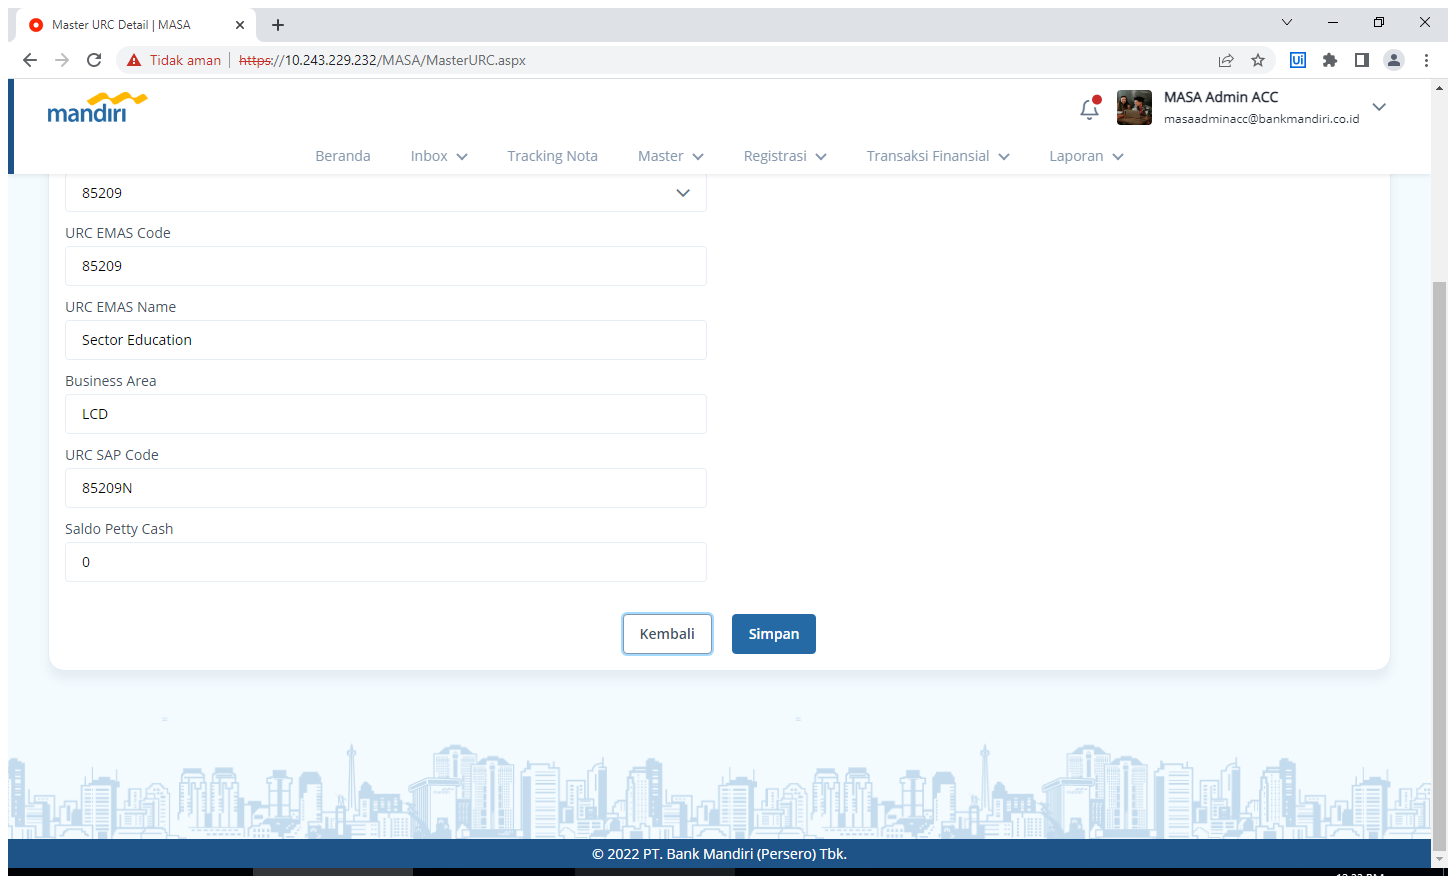 Master URC Detail | MASA
Tidak aman
https://10.243.229.232/MASA/MasterURC.aspx
Ui
mandiri
MASA Admin ACC
masaadminacc@bankmandiri.co.id
Beranda
Inbox
Tracking Nota
Master
Registrasi
Transaksi Finansial
Laporan
85209
URC EMAS Code
85209
URC EMAS Name
Sector Education
Business Area
LCD
URC SAP Code
85209N
Saldo Petty Cash
0
Kembali
Simpan
© 2022 PT. Bank Mandiri (Persero) Tbk.